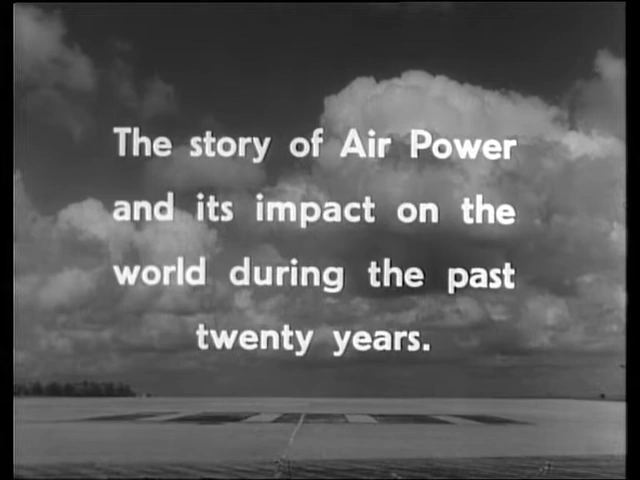 The story of Air Power
and its impact on the
world during the past
twenty years.